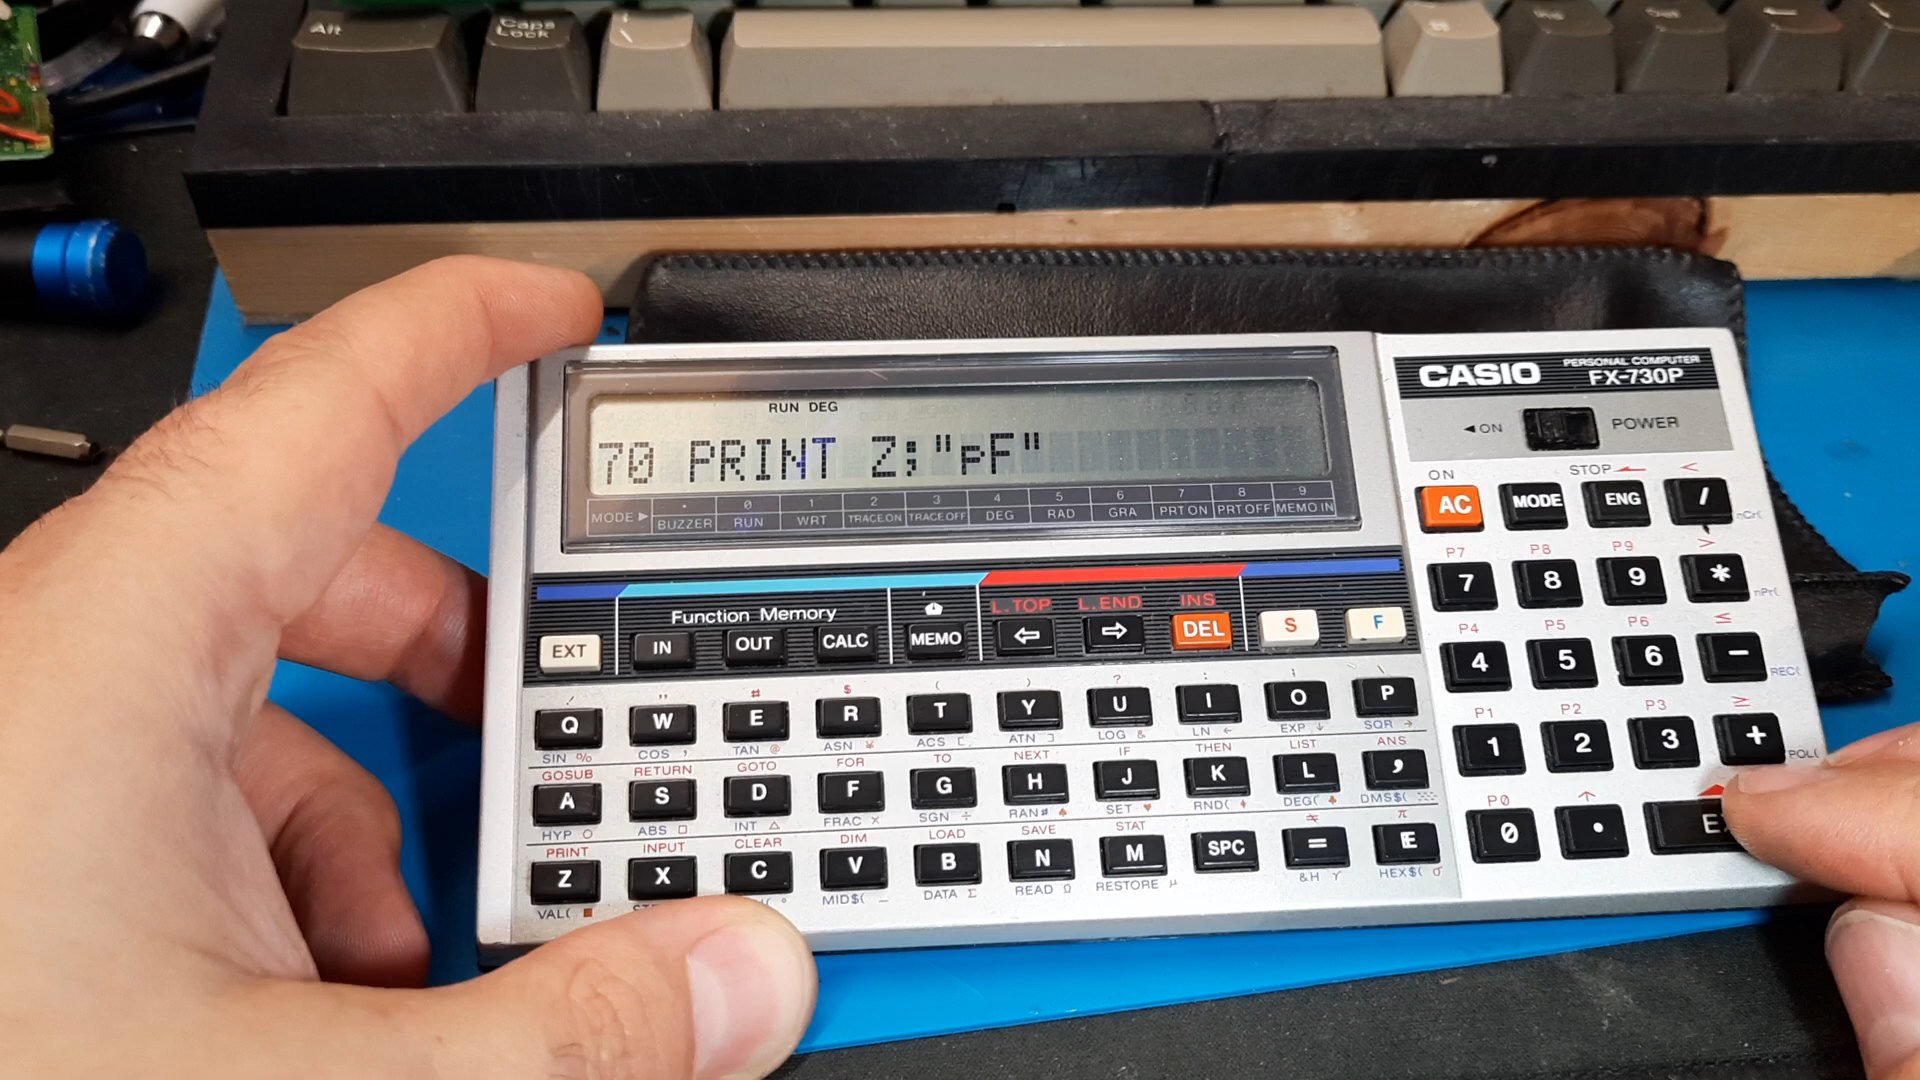 Alt
Caps Lock
Ins
Del
CASIO
PERSONAL COMPUTER
FX-730P
RUN DEG
70 PRINT Z;"pF"
◄ON POWER
MODE ▶ • 0 1 2 3 4 5 6 7 8 9
BUZZER RUN WRT TRACE ON TRACE OFF DEG RAD GRA PRT ON PRT OFF MEMO IN
ON STOP <
AC MODE ENG /
nCr(
P7 P8 P9 >
7 8 9 *
nPr(
Function Memory
L.TOP L.END INS
EXT IN OUT CALC MEMO ⇦ ⇨ DEL S F
P4 P5 P6 ≤
4 5 6 -
REC(
! " # $ ( ) ? : ; \
Q W E R T Y U I O P
SIN % COS ' TAN @ ASN ¥ ACS [ ATN ] LOG & LN ← EXP ↓ SQR →
P1 P2 P3 ≥
1 2 3 +
POL(
GOSUB RETURN GOTO FOR TO NEXT IF THEN LIST ANS
A S D F G H J K L ,
HYP ○ ABS □ INT △ FRAC × SGN ÷ RAN# ♠ SET ♥ RND( ♦ DEG( ♣ DMS$(
P0 ↑
0 •
PRINT INPUT CLEAR DIM LOAD SAVE STAT ≠ π
Z X C V B N M SPC = E
VAL( ■ MID$( _ DATA Σ READ Ω RESTORE μ &H γ HEX$( σ